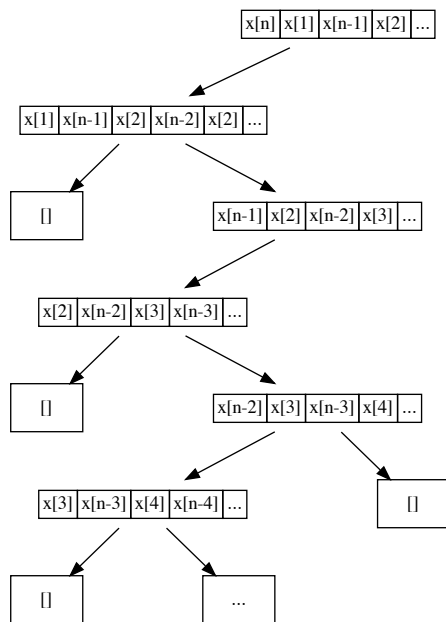 x[n] x[1] x[n-1] x[2] ...
x[1] x[n-1] x[2] x[n-2] x[2] ...
[]
x[n-1] x[2] x[n-2] x[3] ...
x[2] x[n-2] x[3] x[n-3] ...
[]
x[n-2] x[3] x[n-3] x[4] ...
x[3] x[n-3] x[4] x[n-4] ...
[]
[]
...